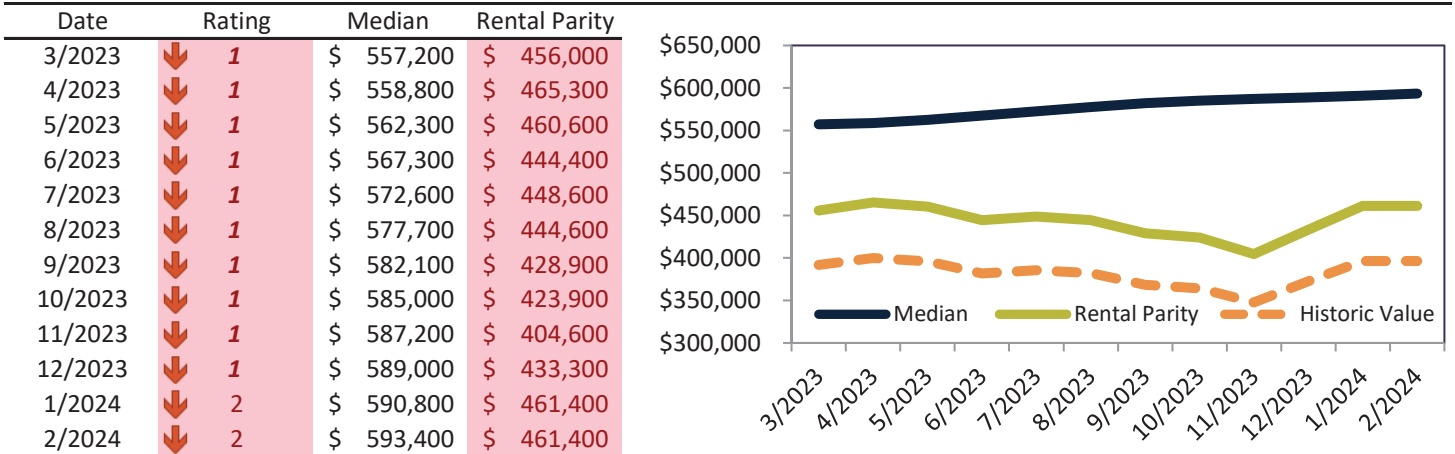 Date Rating Median Rental Parity
3/2023 1 $ 557,200 $ 456,000
4/2023 1 $ 558,800 $ 465,300
5/2023 1 $ 562,300 $ 460,600
6/2023 1 $ 567,300 $ 444,400
7/2023 1 $ 572,600 $ 448,600
8/2023 1 $ 577,700 $ 444,600
9/2023 1 $ 582,100 $ 428,900
10/2023 1 $ 585,000 $ 423,900
11/2023 1 $ 587,200 $ 404,600
12/2023 1 $ 589,000 $ 433,300
1/2024 2 $ 590,800 $ 461,400
2/2024 2 $ 593,400 $ 461,400
$650,000
$600,000
$550,000
$500,000
$450,000
$400,000
$350,000
$300,000
Median Rental Parity Historic Value
3/2023 4/2023 5/2023 6/2023 7/2023 8/2023 9/2023 10/2023 11/2023 12/2023 1/2024 2/2024